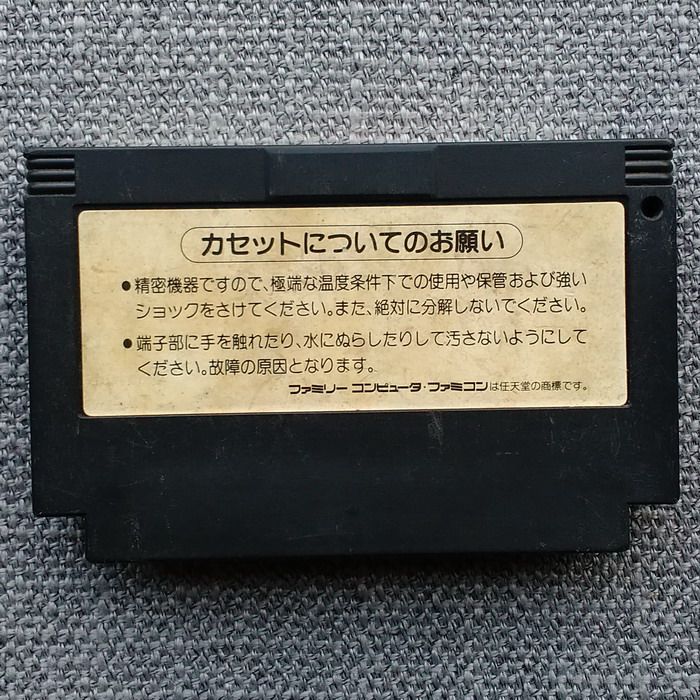 カセットについてのお願い
●精密機器ですので、極端な温度条件下での使用や保管および強い
ショックをさけてください。また、絶対に分解しないでください。
●端子部に手を触れたり、水にぬらしたりして汚さないようにして
ください。故障の原因となります。
ファミリー コンピュータ・ファミコンは任天堂の商標です。